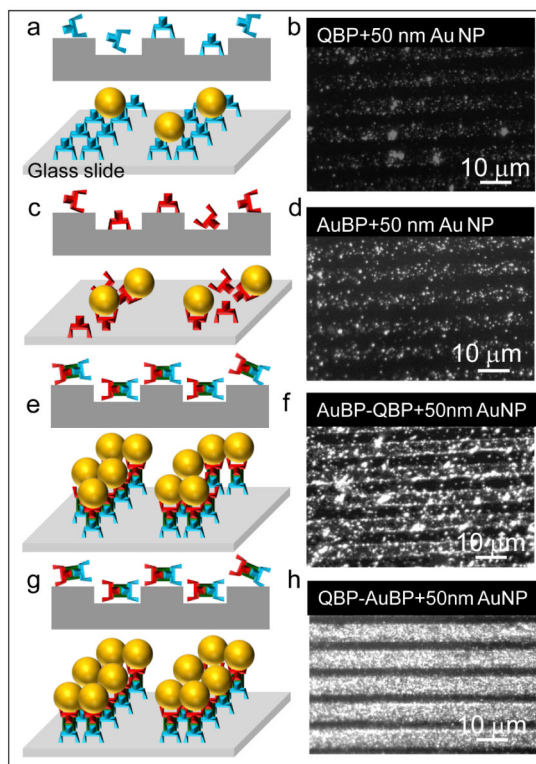 a
b
QBP+50 nm Au NP
10 μm
Glass slide
c
d
AuBP+50 nm Au NP
10 μm
e
f
AuBP-QBP+50nm AuNP
10 μm
g
h
QBP-AuBP+50nm AuNP
10 μm